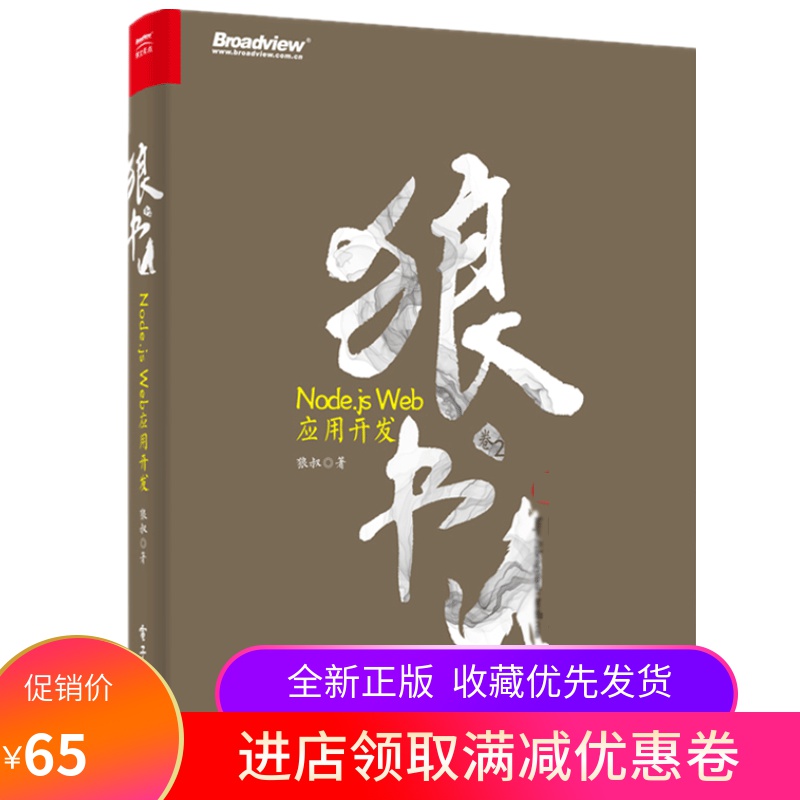 Broadview®
www.broadview.com.cn
狼书
卷2
Node.js Web
应用开发
狼叔◎著
狼书
Node.js Web应用开发
狼叔◎著
电子
促销价
¥65
全新正版 收藏优先发货
进店领取满减优惠卷